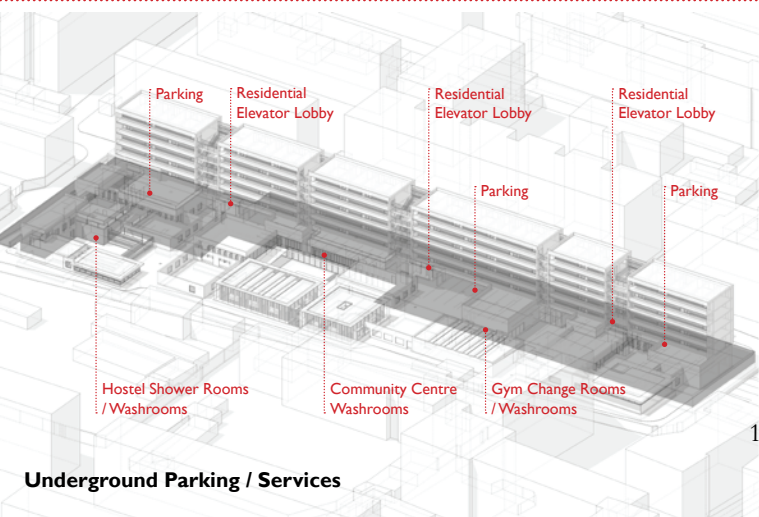 Parking
Residential
Elevator Lobby
Residential
Elevator Lobby
Residential
Elevator Lobby
Parking
Parking
Hostel Shower Rooms
/ Washrooms
Community Centre
Washrooms
Gym Change Rooms
/ Washrooms
1
Underground Parking / Services